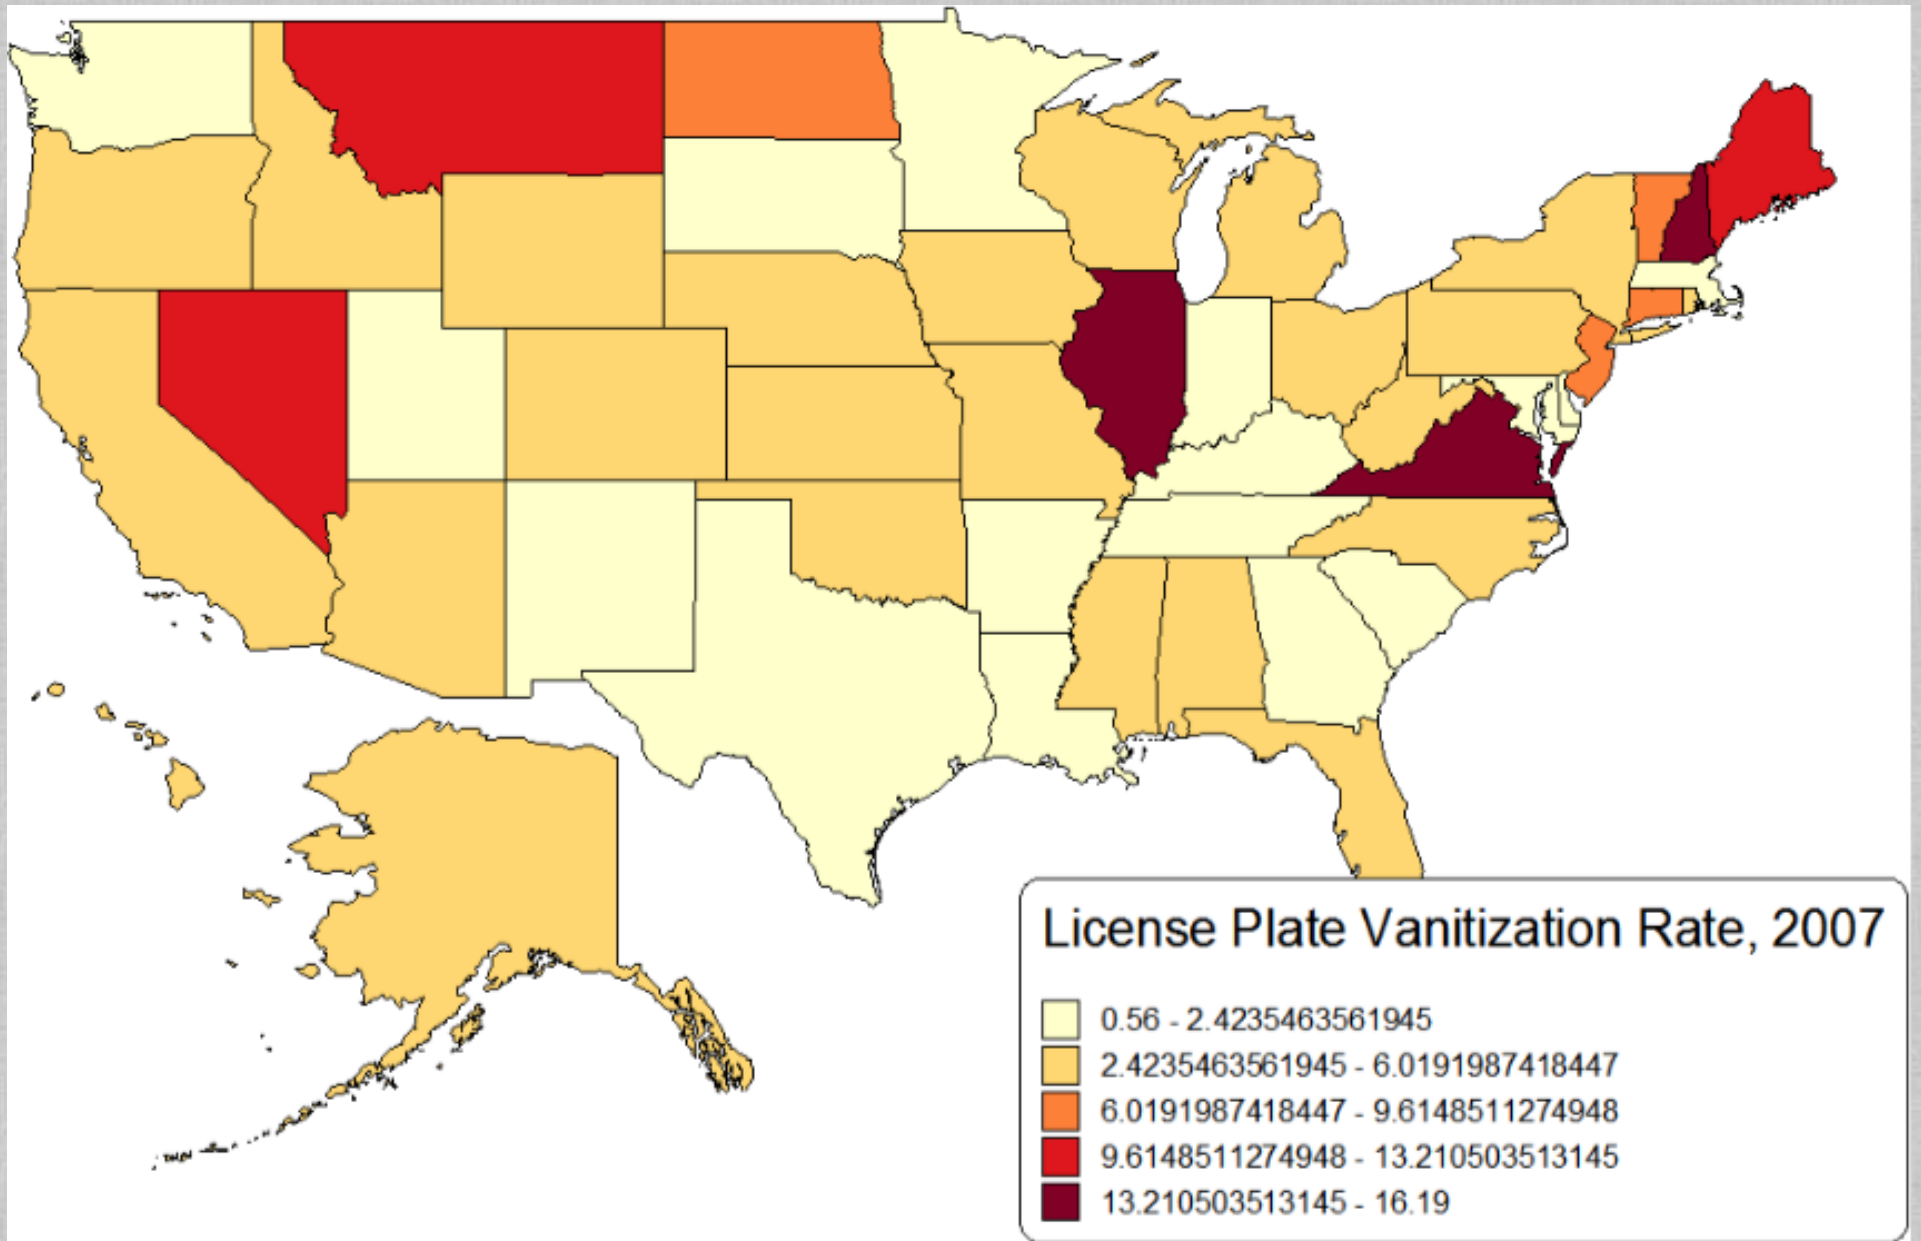 License Plate Vanitization Rate, 2007
0.56 - 2.4235463561945
2.4235463561945 - 6.0191987418447
6.0191987418447 - 9.6148511274948
9.6148511274948 - 13.210503513145
13.210503513145 - 16.19